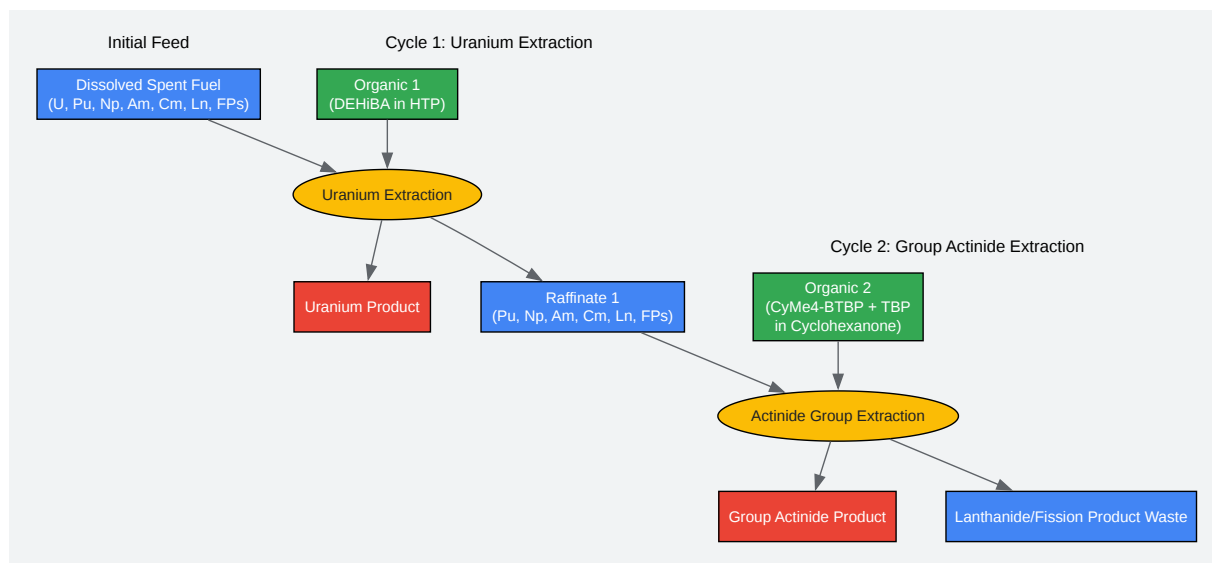 Initial Feed
Cycle 1: Uranium Extraction
Dissolved Spent Fuel
(U, Pu, Np, Am, Cm, Ln, FPs)
Organic 1
(DEHiBA in HTP)
Uranium Extraction
Cycle 2: Group Actinide Extraction
Uranium Product
Raffinate 1
(Pu, Np, Am, Cm, Ln, FPs)
Organic 2
(CyMe4-BTBP + TBP
in Cyclohexanone)
Actinide Group Extraction
Group Actinide Product
Lanthanide/Fission Product Waste